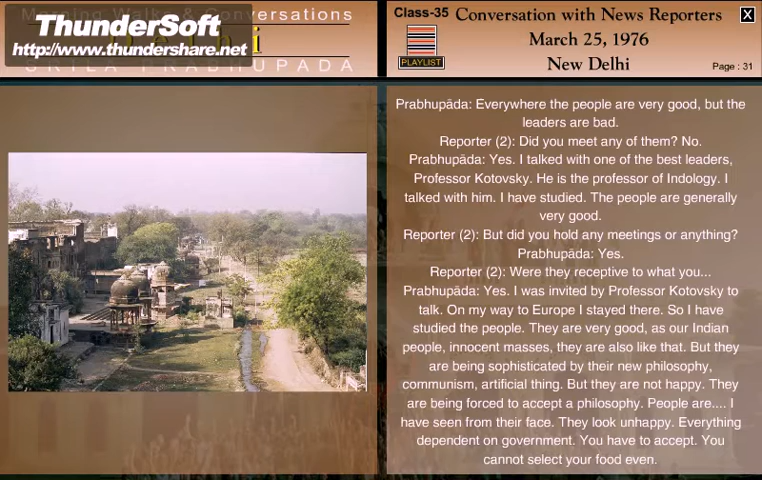 Morning Walks & Conversations
ThunderSoft
http://www.thundershare.net
SRILA PRABHUPADA
Class-35
PLAYLIST
Conversation with News Reporters
March 25, 1976
New Delhi
X
Page : 31
Prabhupāda: Everywhere the people are very good, but the
leaders are bad.
Reporter (2): Did you meet any of them? No.
Prabhupāda: Yes. I talked with one of the best leaders,
Professor Kotovsky. He is the professor of Indology. I
talked with him. I have studied. The people are generally
very good.
Reporter (2): But did you hold any meetings or anything?
Prabhupāda: Yes.
Reporter (2): Were they receptive to what you...
Prabhupāda: Yes. I was invited by Professor Kotovsky to
talk. On my way to Europe I stayed there. So I have
studied the people. They are very good, as our Indian
people, innocent masses, they are also like that. But they
are being sophisticated by their new philosophy,
communism, artificial thing. But they are not happy. They
are being forced to accept a philosophy. People are.... I
have seen from their face. They look unhappy. Everything
dependent on government. You have to accept. You
cannot select your food even.